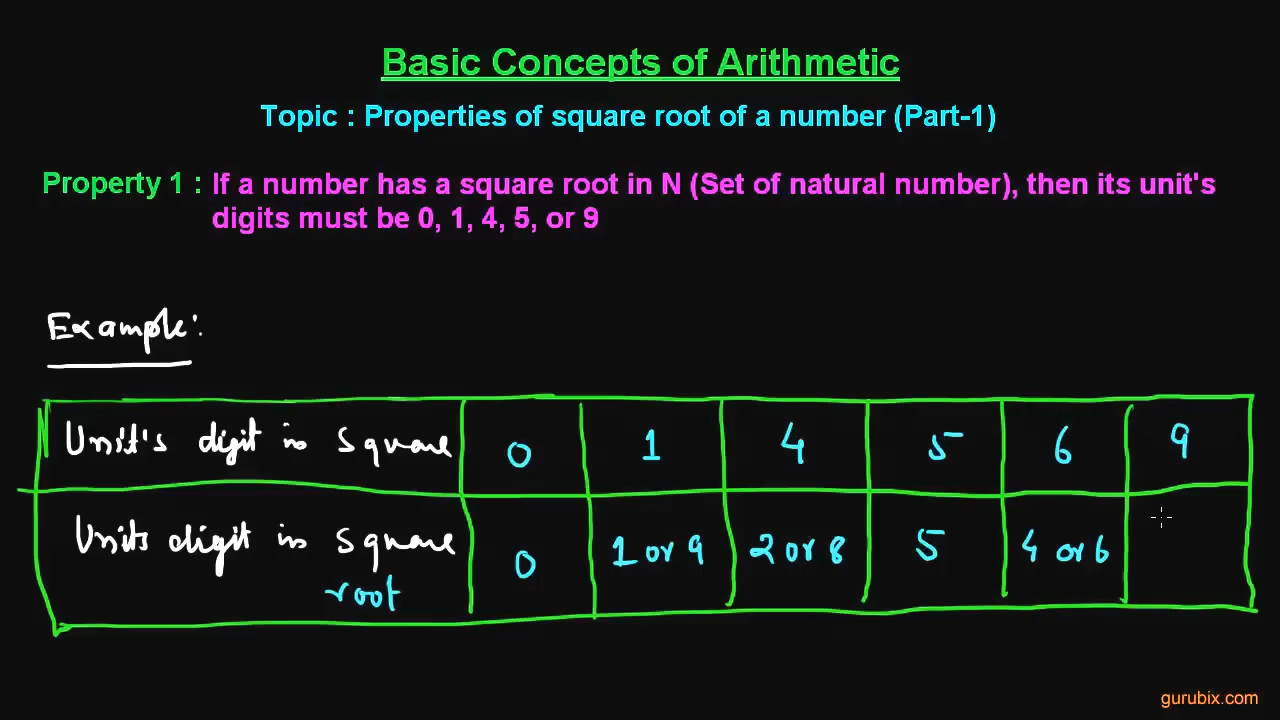 Basic Concepts of Arithmetic
Topic : Properties of square root of a number (Part-1)
Property 1 : If a number has a square root in N (Set of natural number), then its unit's
digits must be 0, 1, 4, 5, or 9
Example:
Unit's digit in square 0 1 4 5 6 9
Units digit in square root 0 1 or 9 2 or 8 5 4 or 6
gurubix.com